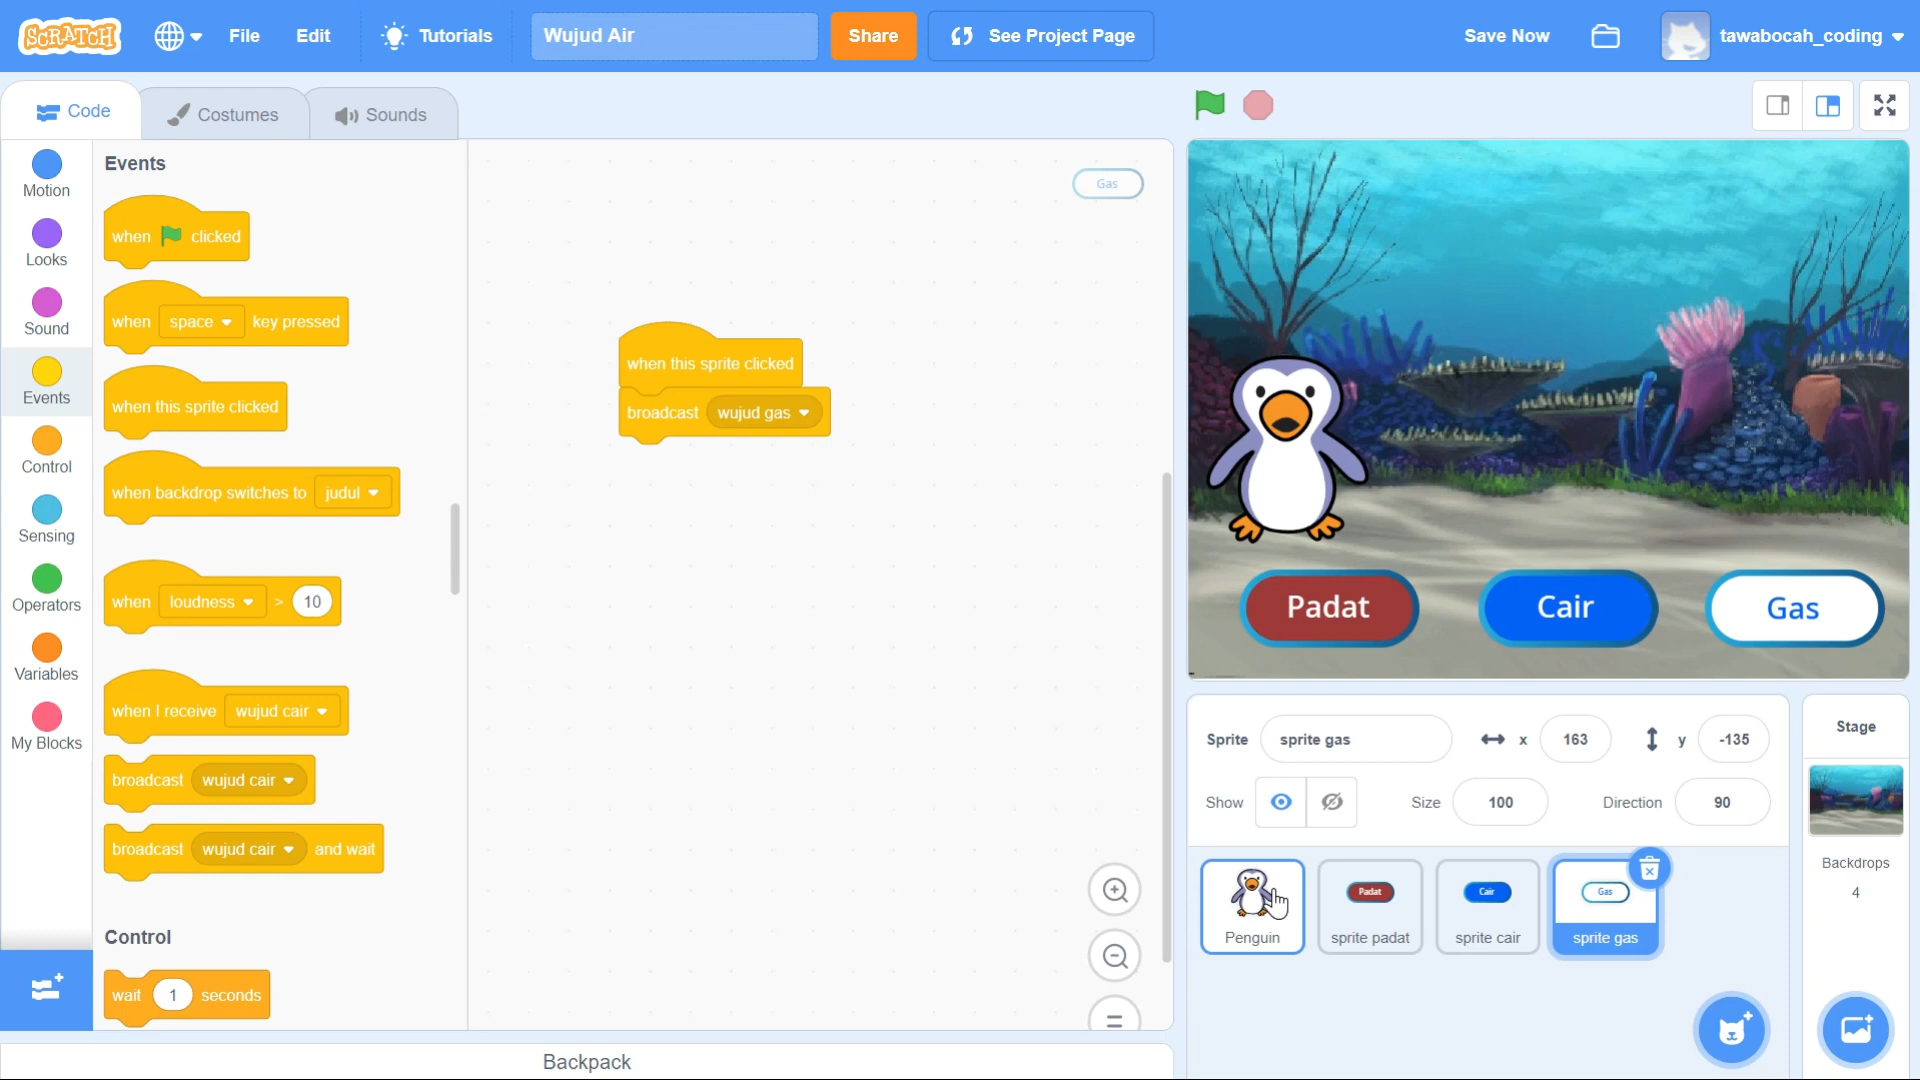 SCRATCH File Edit Tutorials Wujud Air Share See Project Page Save Now tawabocah_coding
Code Costumes Sounds
Motion
Looks
Sound
Events
Control
Sensing
Operators
Variables
My Blocks
Events
when clicked
when space key pressed
when this sprite clicked
when backdrop switches to judul
when loudness > 10
when I receive wujud cair
broadcast wujud cair
broadcast wujud cair and wait
Control
wait 1 seconds
Gas
when this sprite clicked
broadcast wujud gas
Backpack
Padat Cair Gas
Sprite sprite gas x 163 y -135
Show Size 100 Direction 90
Penguin
Padat
sprite padat
Cair
sprite cair
Gas
sprite gas
Stage
Backdrops
4